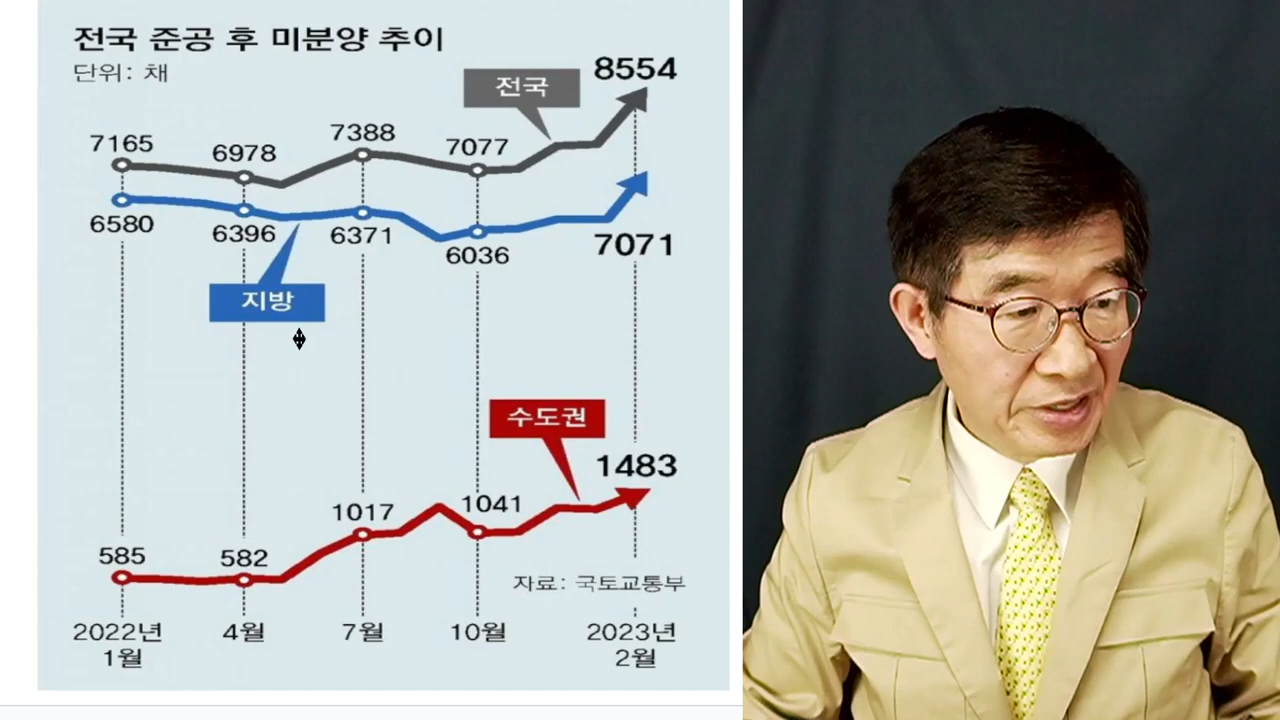 전국 준공 후 미분양 추이
단위: 채
전국
8554
7165
6978
7388
7077
6580
6396
6371
6036
7071
지방
수도권
1483
585
582
1017
1041
자료: 국토교통부
2022년
1월
4월
7월
10월
2023년
2월